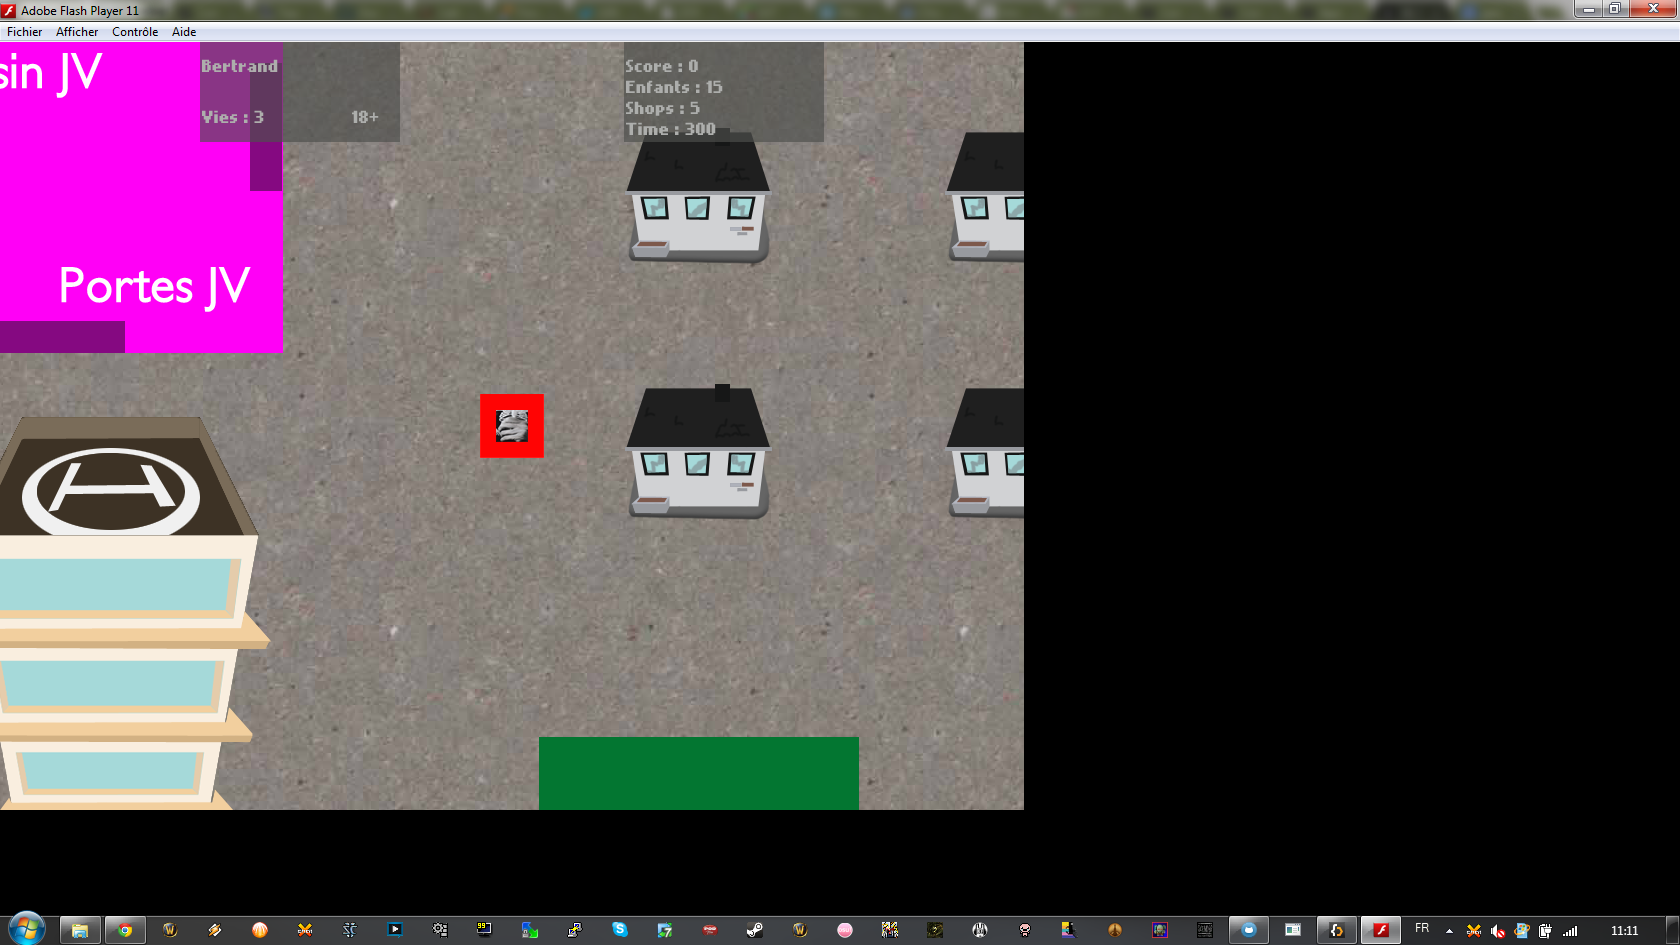 Adobe Flash Player 11
Fichier Afficher Contrôle Aide
sin JV
Bertrand
Vies : 3 18+
Score : 0
Enfants : 15
Shops : 5
Time : 300
Portes JV
H
FR
11:11